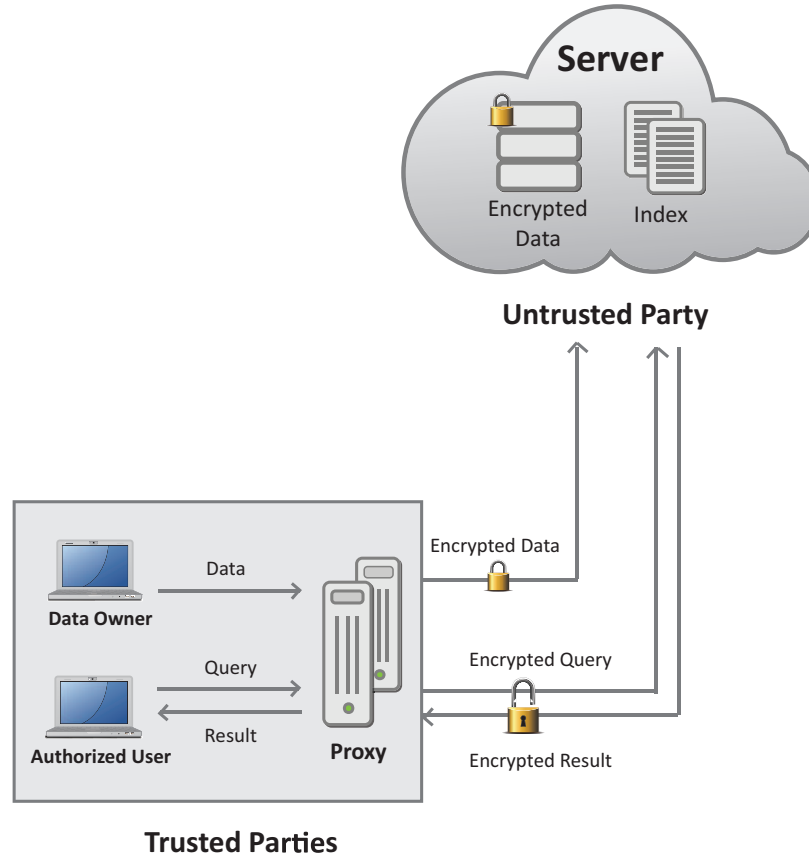 Server
Encrypted
Data
Index
Untrusted Party
Encrypted Data
Data
Data Owner
Query
Encrypted Query
Result
Authorized User
Proxy
Encrypted Result
Trusted Parties